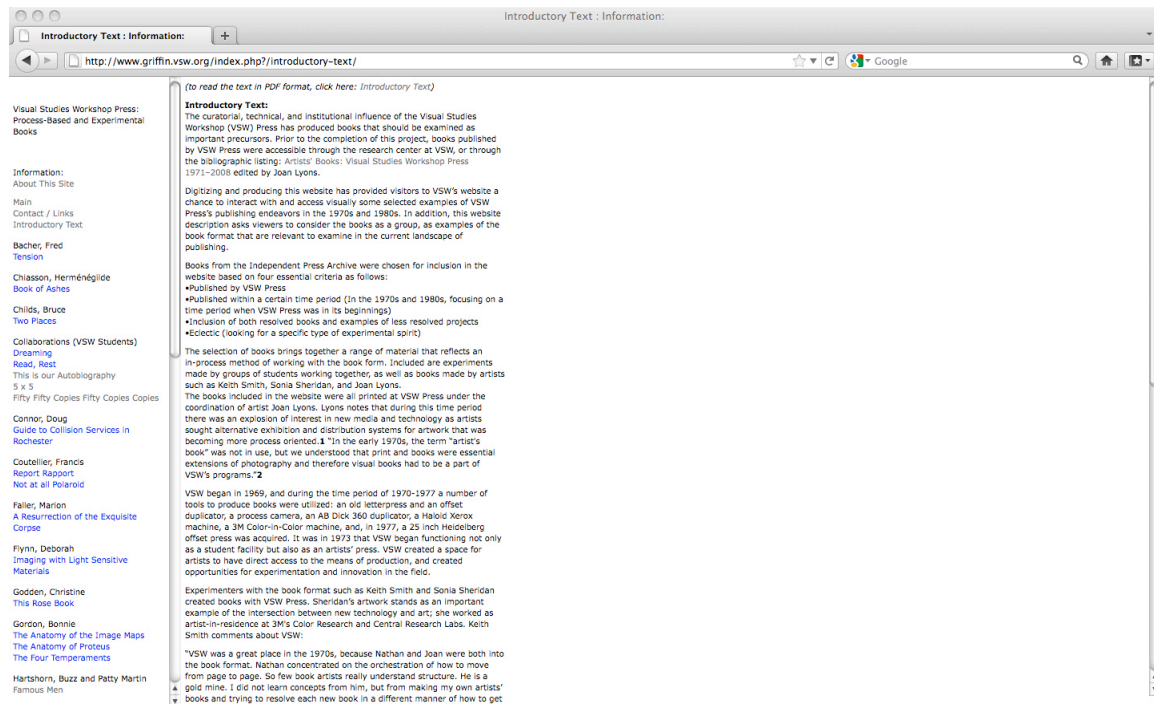 Introductory Text : Information:
Introductory Text : Information:
+
http://www.griffin.vsw.org/index.php?/introductory-text/
Google
Visual Studies Workshop Press:
Process-Based and Experimental
Books
Information:
About This Site
Main
Contact / Links
Introductory Text
Bacher, Fred
Tension
Chiasson, Herménégilde
Book of Ashes
Childs, Bruce
Two Places
Collaborations (VSW Students)
Dreaming
Read, Rest
This is our Autobiography
5 x 5
Fifty Fifty Copies Fifty Copies Copies
Connor, Doug
Guide to Collision Services in
Rochester
Coutellier, Francis
Report Rapport
Not at all Polaroid
Faller, Marion
A Resurrection of the Exquisite
Corpse
Flynn, Deborah
Imaging with Light Sensitive
Materials
Godden, Christine
This Rose Book
Gordon, Bonnie
The Anatomy of the Image Maps
The Anatomy of Proteus
The Four Temperaments
Hartshorn, Buzz and Patty Martin
Famous Men
(to read the text in PDF format, click here: Introductory Text)
Introductory Text:
The curatorial, technical, and institutional influence of the Visual Studies
Workshop (VSW) Press has produced books that should be examined as
important precursors. Prior to the completion of this project, books published
by VSW Press were accessible through the research center at VSW, or through
the bibliographic listing: Artists' Books: Visual Studies Workshop Press
1971–2008 edited by Joan Lyons.
Digitizing and producing this website has provided visitors to VSW's website a
chance to interact with and access visually some selected examples of VSW
Press's publishing endeavors in the 1970s and 1980s. In addition, this website
description asks viewers to consider the books as a group, as examples of the
book format that are relevant to examine in the current landscape of
publishing.
Books from the Independent Press Archive were chosen for inclusion in the
website based on four essential criteria as follows:
•Published by VSW Press
•Published within a certain time period (In the 1970s and 1980s, focusing on a
time period when VSW Press was in its beginnings)
•Inclusion of both resolved books and examples of less resolved projects
•Eclectic (looking for a specific type of experimental spirit)
The selection of books brings together a range of material that reflects an
in-process method of working with the book form. Included are experiments
made by groups of students working together, as well as books made by artists
such as Keith Smith, Sonia Sheridan, and Joan Lyons.
The books included in the website were all printed at VSW Press under the
coordination of artist Joan Lyons. Lyons notes that during this time period
there was an explosion of interest in new media and technology as artists
sought alternative exhibition and distribution systems for artwork that was
becoming more process oriented.1 "In the early 1970s, the term "artist's
book" was not in use, but we understood that print and books were essential
extensions of photography and therefore visual books had to be a part of
VSW's programs."2
VSW began in 1969, and during the time period of 1970-1977 a number of
tools to produce books were utilized: an old letterpress and an offset
duplicator, a process camera, an AB Dick 360 duplicator, a Haloid Xerox
machine, a 3M Color-in-Color machine, and, in 1977, a 25 inch Heidelberg
offset press was acquired. It was in 1973 that VSW began functioning not only
as a student facility but also as an artists' press. VSW created a space for
artists to have direct access to the means of production, and created
opportunities for experimentation and innovation in the field.
Experimenters with the book format such as Keith Smith and Sonia Sheridan
created books with VSW Press. Sheridan's artwork stands as an important
example of the intersection between new technology and art; she worked as
artist-in-residence at 3M's Color Research and Central Research Labs. Keith
Smith comments about VSW:
"VSW was a great place in the 1970s, because Nathan and Joan were both into
the book format. Nathan concentrated on the orchestration of how to move
from page to page. So few book artists really understand structure. He is a
gold mine. I did not learn concepts from him, but from making my own artists'
books and trying to resolve each new book in a different manner of how to get